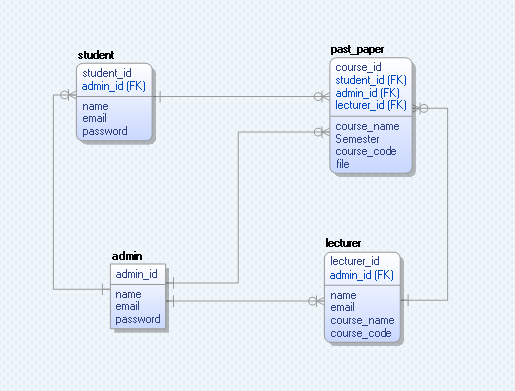 student
student_id
admin_id (FK)
name
email
password
past_paper
course_id
student_id (FK)
admin_id (FK)
lecturer_id (FK)
course_name
Semester
course_code
file
admin
admin_id
name
email
password
lecturer
lecturer_id
admin_id (FK)
name
email
course_name
course_code